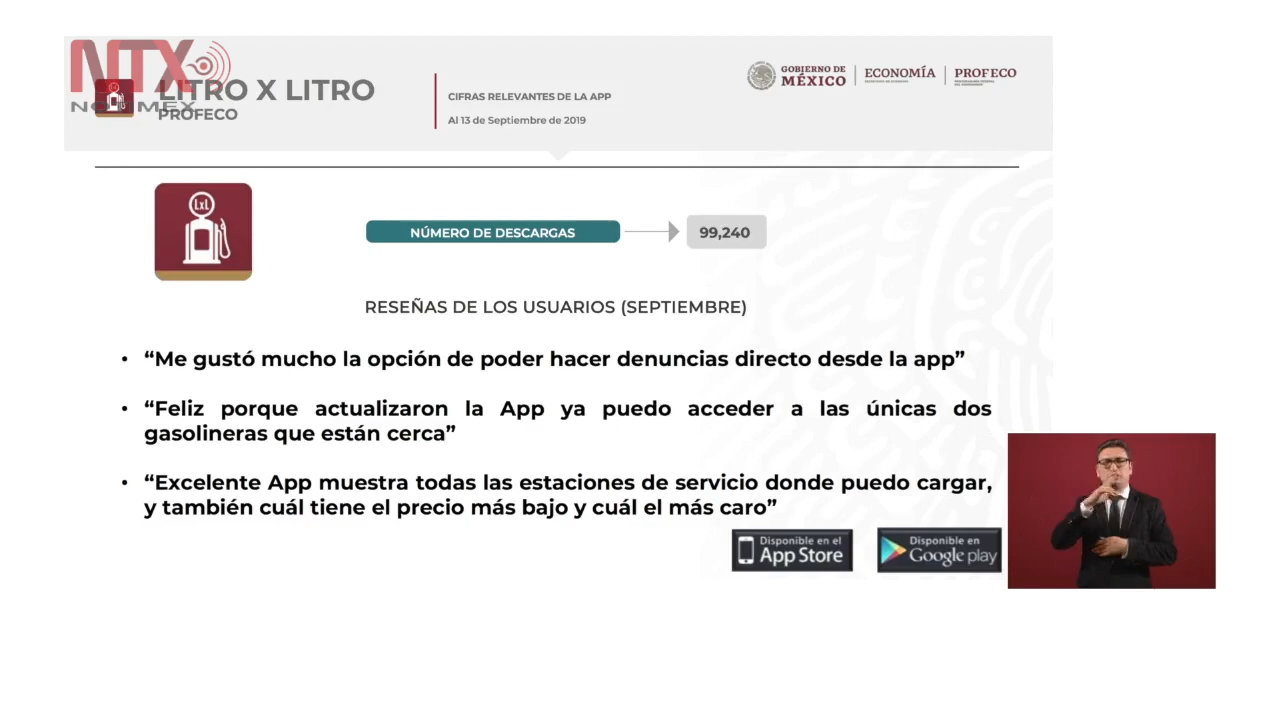 NTX
NOTIMEX
LITRO X LITRO
PROFECO
CIFRAS RELEVANTES DE LA APP
Al 13 de Septiembre de 2019
GOBIERNO DE
MÉXICO
ECONOMÍA
PROFECO
LxL
NÚMERO DE DESCARGAS
99,240
RESEÑAS DE LOS USUARIOS (SEPTIEMBRE)
• “Me gustó mucho la opción de poder hacer denuncias directo desde la app”
• “Feliz porque actualizaron la App ya puedo acceder a las únicas dos
gasolineras que están cerca”
• “Excelente App muestra todas las estaciones de servicio donde puedo cargar,
y también cuál tiene el precio más bajo y cuál el más caro”
Disponible en el
App Store
Disponible en
Google play